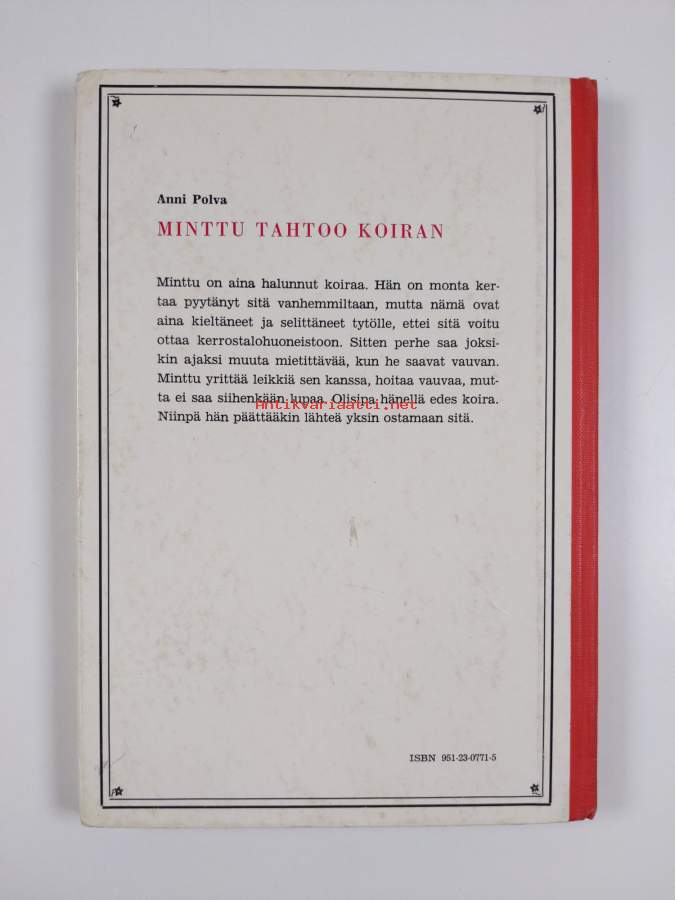 Anni Polva
MINTTU TAHTOO KOIRAN
Minttu on aina halunnut koiraa. Hän on monta ker-
taa pyytänyt sitä vanhemmiltaan, mutta nämä ovat
aina kieltäneet ja selittäneet tytölle, ettei sitä voitu
ottaa kerrostalohuoneistoon. Sitten perhe saa joksi-
kin ajaksi muuta mietittävää, kun he saavat vauvan.
Minttu yrittää leikkiä sen kanssa, hoitaa vauvaa, mut-
ta ei saa siihenkään lupaa. Olisipa hänellä edes koira.
Antikvariaatti.net
Niinpä hän päättääkin lähteä yksin ostamaan sitä.
ISBN 951-23-0771-5